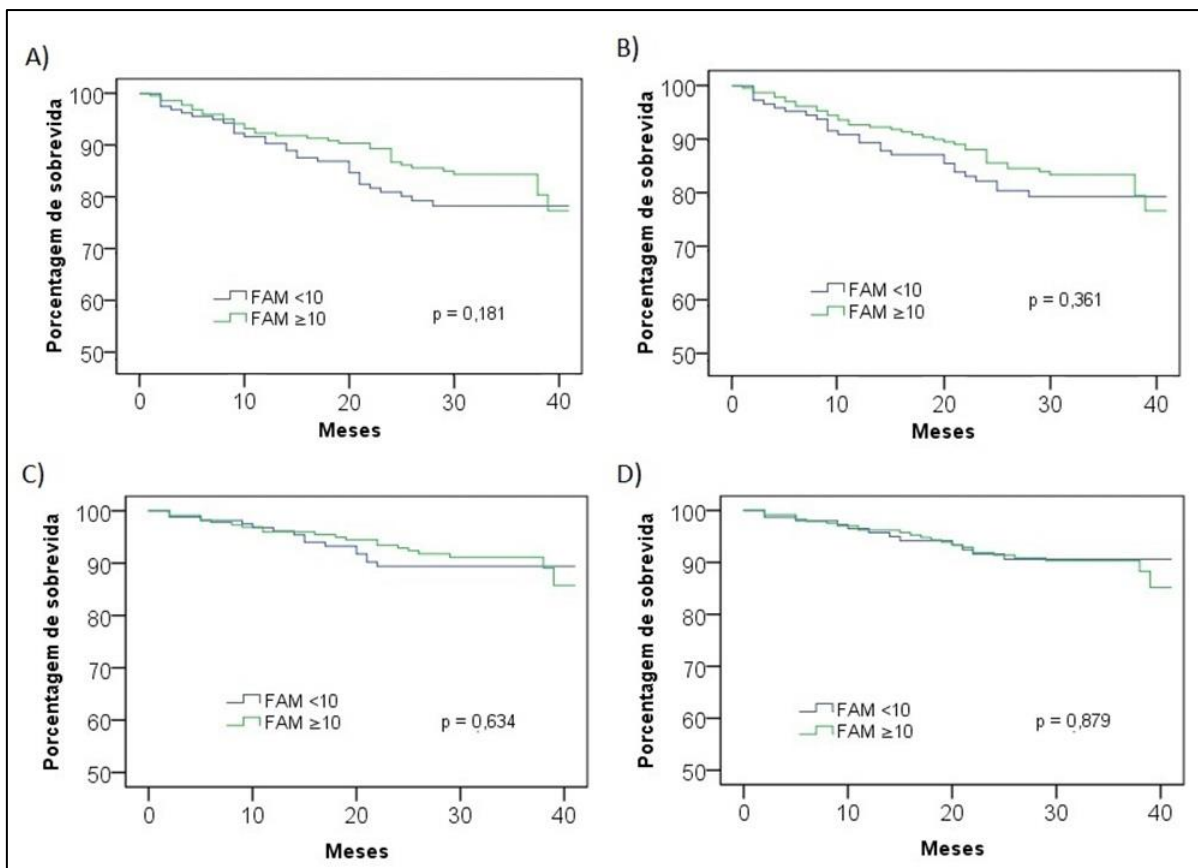 A)
Porcentagem de sobrevida
100
90
80
70
60
50
FAM <10
FAM ≥10
p = 0,181
0 10 20 30 40
Meses
B)
Porcentagem de sobrevida
100
90
80
70
60
50
FAM <10
FAM ≥10
p = 0,361
0 10 20 30 40
Meses
C)
Porcentagem de sobrevida
100
90
80
70
60
50
FAM <10
FAM ≥10
p = 0,634
0 10 20 30 40
Meses
D)
Porcentagem de sobrevida
100
90
80
70
60
50
FAM <10
FAM ≥10
p = 0,879
0 10 20 30 40
Meses